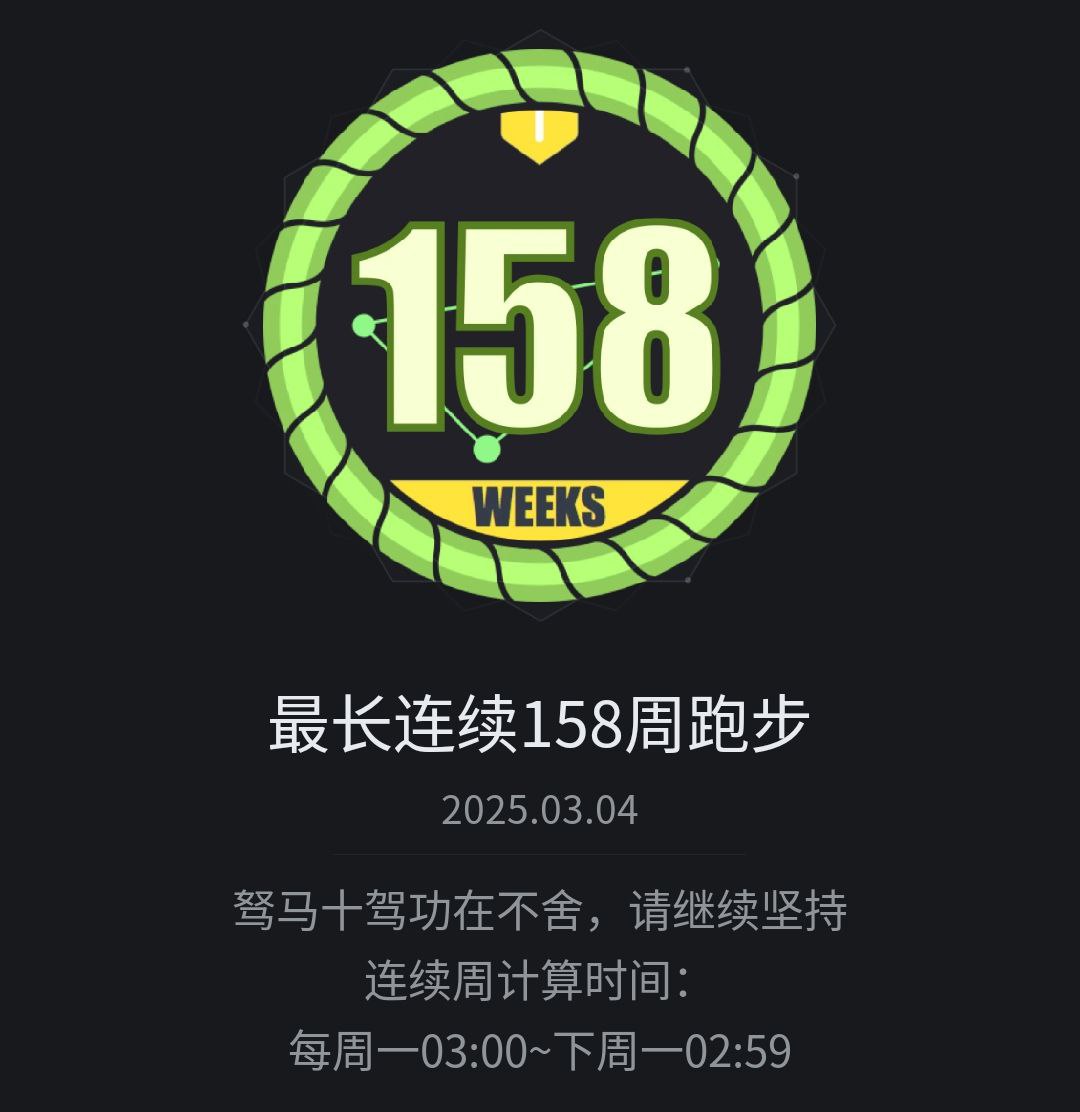 158
WEEKS
最长连续158周跑步
2025.03.04
驽马十驾功在不舍，请继续坚持
连续周计算时间：
每周一03:00~下周一02:59